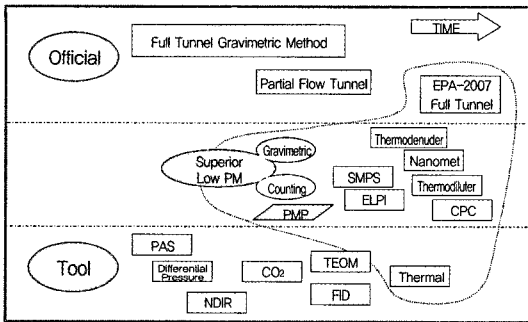 TIME
Full Tunnel Gravimetric Method
Official
Partial Flow Tunnel
EPA-2007
Full Tunnel
Thermodenuder
Gravimetric
Superior
Low PM
Nanomet
SMPS
Thermodiluter
Counting
ELPI
CPC
PMP
PAS
Tool
Differential
Pressure
CO₂
TEOM
Thermal
NDIR
FID